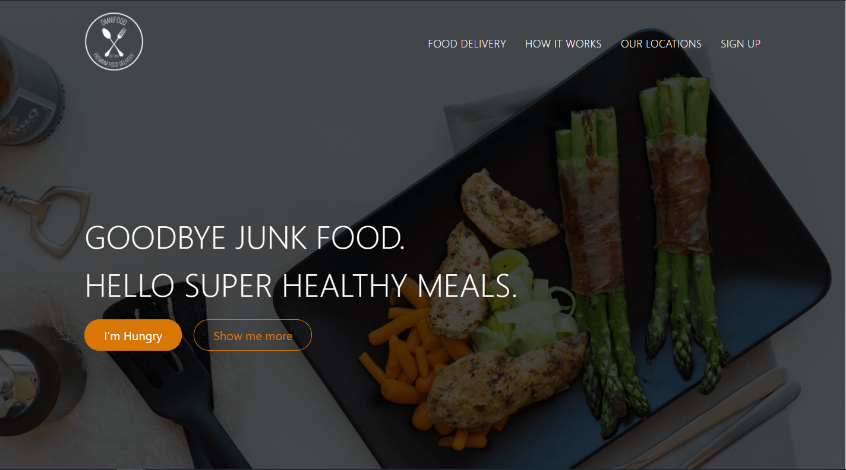 OMNIFOOD
PREMIUM FOOD DELIVERY
FOOD DELIVERY HOW IT WORKS OUR LOCATIONS SIGN UP
GOODBYE JUNK FOOD.
HELLO SUPER HEALTHY MEALS.
I'm Hungry Show me more